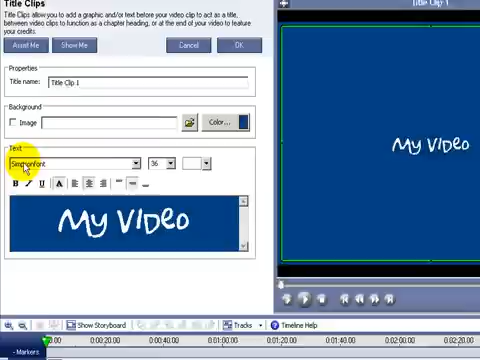 Title Clips
Title Clip 1
Title Clips allow you to add a graphic and/or text before your video clip to act as a title,
between video clips to function as a chapter heading, or at the end of your video to feature
your credits.
Assist Me
Show Me
Cancel
OK
Properties
Title name:
Title Clip 1
Background
Image
Color...
Text
36
B
I
U
A
My Video
My Video
Show Storyboard
Tracks
Timeline Help
- Markers
0.00
0:00:20.00
0:00:40.00
0:01:00.00
0:01:20.00
0:01:40.00
0:02:00.00
0:02:20.00